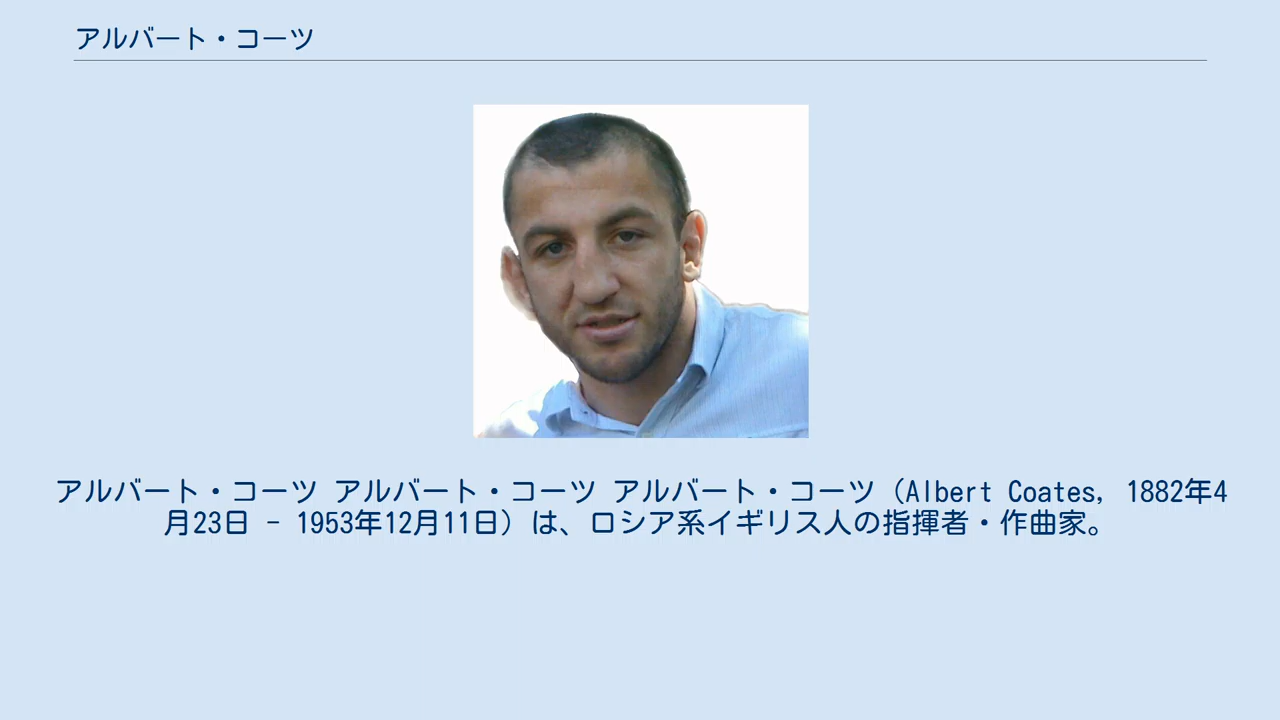 アルバート・コーツ
アルバート・コーツ アルバート・コーツ アルバート・コーツ（Albert Coates, 1882年4
月23日 - 1953年12月11日）は、ロシア系イギリス人の指揮者・作曲家。